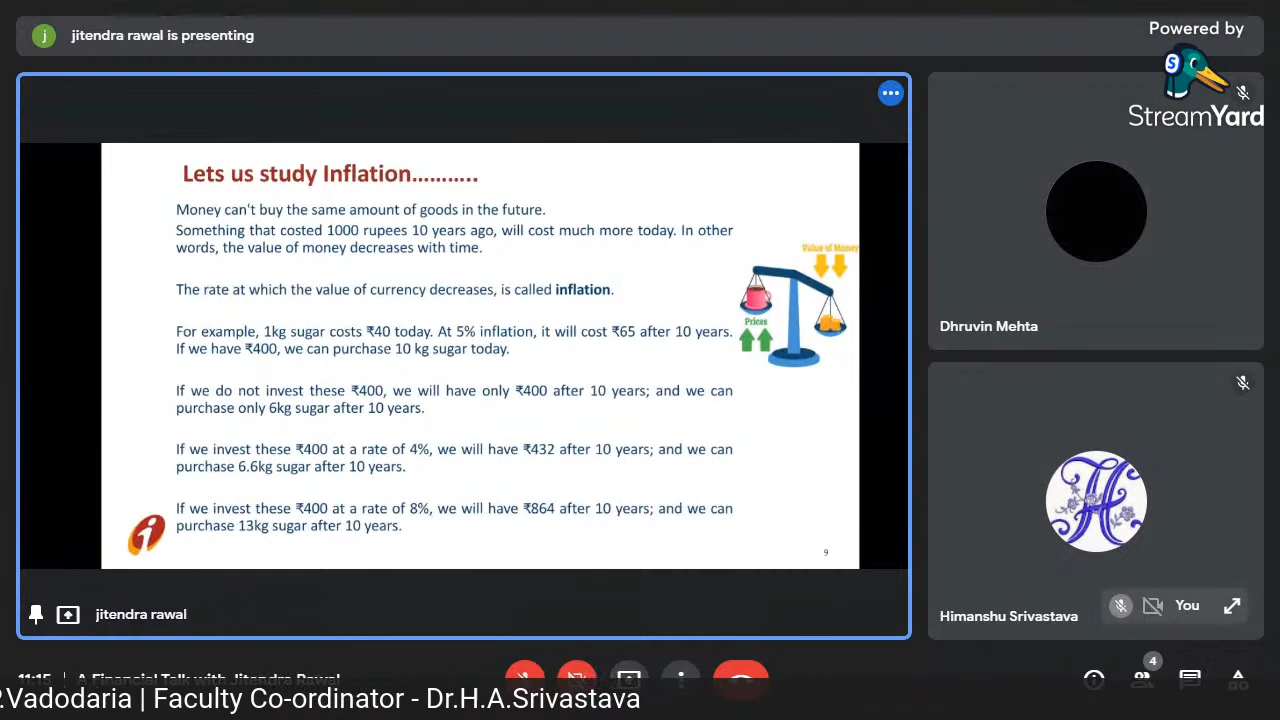 j
jitendra rawal is presenting
Powered by
S
StreamYard
Lets us study Inflation...........
Money can't buy the same amount of goods in the future.
Something that costed 1000 rupees 10 years ago, will cost much more today. In other
words, the value of money decreases with time.
Value of Money
The rate at which the value of currency decreases, is called inflation.
Prices
For example, 1kg sugar costs ₹40 today. At 5% inflation, it will cost ₹65 after 10 years.
If we have ₹400, we can purchase 10 kg sugar today.
If we do not invest these ₹400, we will have only ₹400 after 10 years; and we can
purchase only 6kg sugar after 10 years.
If we invest these ₹400 at a rate of 4%, we will have ₹432 after 10 years; and we can
purchase 6.6kg sugar after 10 years.
If we invest these ₹400 at a rate of 8%, we will have ₹864 after 10 years; and we can
purchase 13kg sugar after 10 years.
i
9
jitendra rawal
Dhruvin Mehta
H
Himanshu Srivastava
You
11:15 | A Financial Talk with Jitendra Rawal
4
P.Vadodaria | Faculty Co-ordinator - Dr.H.A.Srivastava